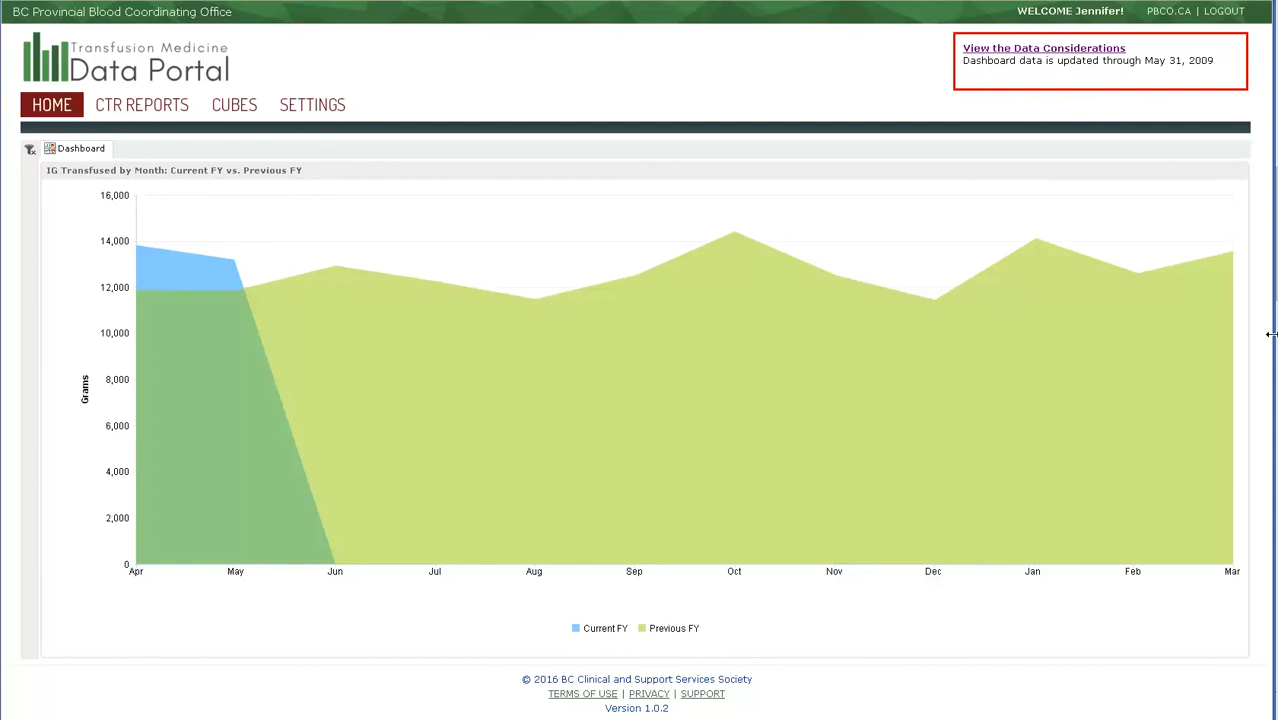 BC Provincial Blood Coordinating Office
WELCOME Jennifer! PBCO.CA | LOGOUT
Transfusion Medicine
Data Portal
View the Data Considerations
Dashboard data is updated through May 31, 2009
HOME CTR REPORTS CUBES SETTINGS
Dashboard
IG Transfused by Month: Current FY vs. Previous FY
16,000
14,000
12,000
10,000
8,000
6,000
4,000
2,000
0
Grams
Apr May Jun Jul Aug Sep Oct Nov Dec Jan Feb Mar
Current FY Previous FY
© 2016 BC Clinical and Support Services Society
TERMS OF USE | PRIVACY | SUPPORT
Version 1.0.2